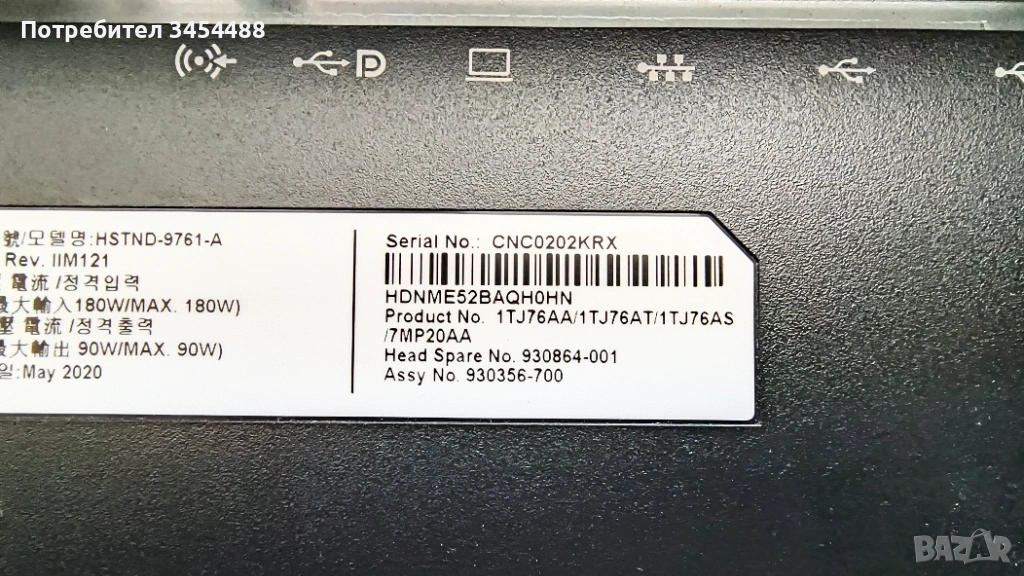 Потребител 3454488
號/모델명:HSTND-9761-A
Rev. IIM121
電流 /정격입력
最大輸入180W/MAX. 180W)
壓 電流 /정격출력
最大輸出 90W/MAX. 90W)
일:May 2020
Serial No.: CNC0202KRX
HDNME52BAQH0HN
Product No. 1TJ76AA/1TJ76AT/1TJ76AS
/7MP20AA
Head Spare No. 930864-001
Assy No. 930356-700
BAZAR